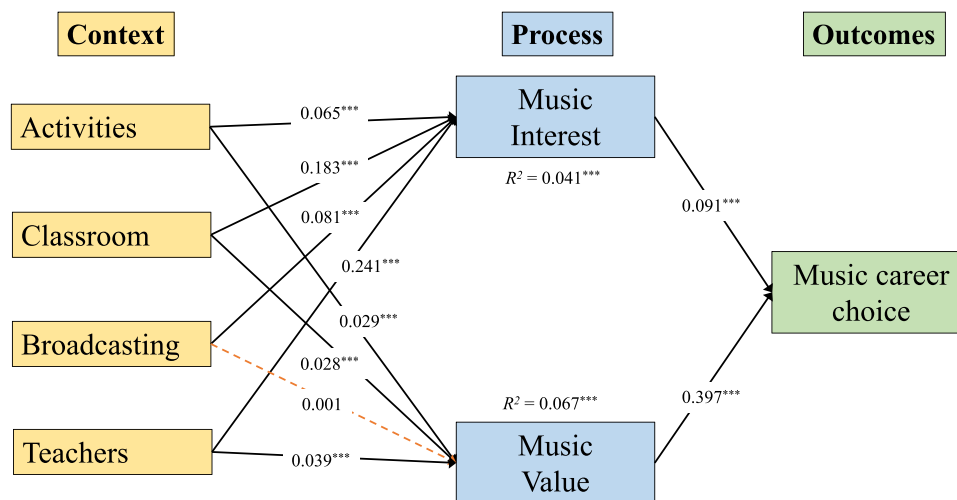 Context
Process
Outcomes
Activities
Classroom
Broadcasting
Teachers
0.065***
0.183***
0.081***
0.241***
0.029***
0.028***
0.001
0.039***
Music
Interest
R² = 0.041***
R² = 0.067***
Music
Value
0.091***
0.397***
Music career
choice